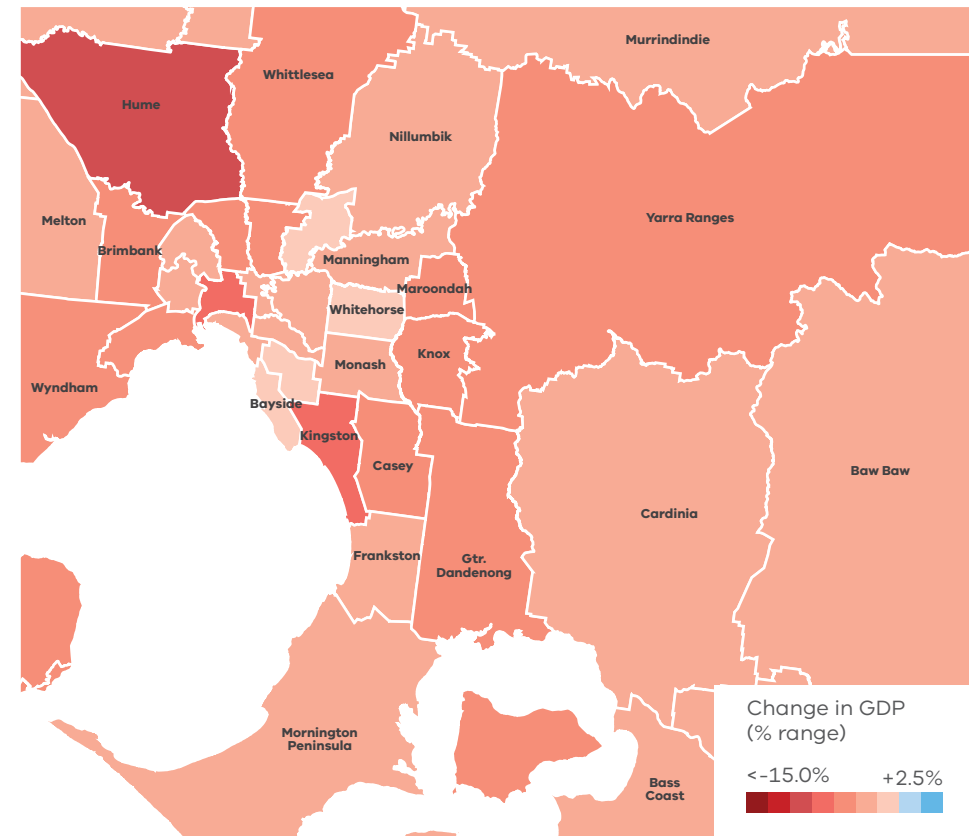 Murrindindie
Whittlesea
Hume
Nillumbik
Melton
Yarra Ranges
Brimbank
Manningham
Maroondah
Whitehorse
Knox
Monash
Wyndham
Bayside
Kingston
Casey
Baw Baw
Cardinia
Frankston
Gtr.
Dandenong
Mornington
Peninsula
Bass
Coast
Change in GDP
(% range)
<-15.0% +2.5%